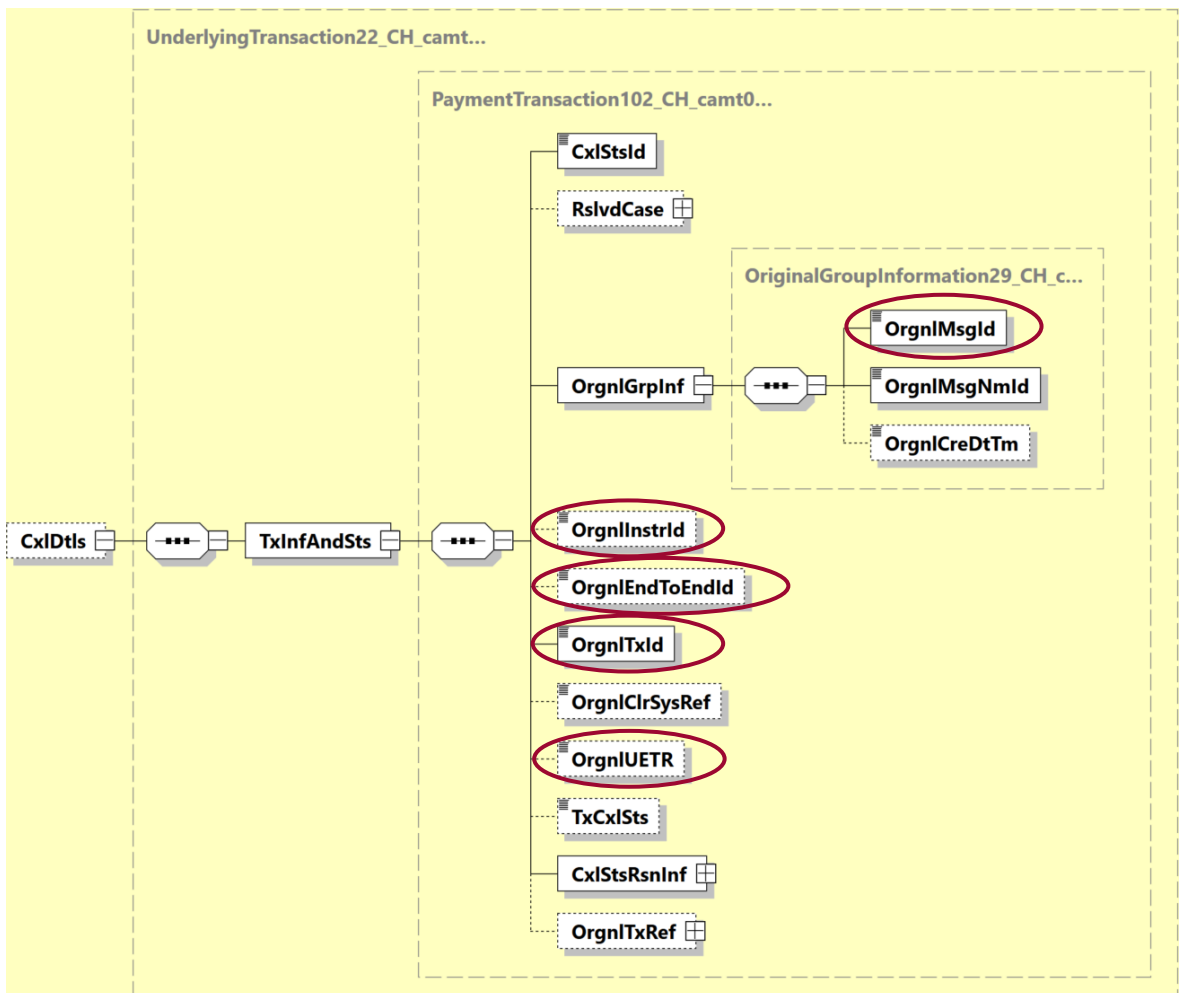 UnderlyingTransaction22_CH_camt...
PaymentTransaction102_CH_camt0...
CxlStsId
RslvdCase
OriginalGroupInformation29_CH_c...
OrgnlMsgId
OrgnlGrpInf
OrgnlMsgNmId
OrgnlCreDtTm
CxlDtls
TxInfAndSts
OrgnlInstrId
OrgnlEndToEndId
OrgnlTxId
OrgnlClrSysRef
OrgnlUETR
TxCxlSts
CxlStsRsnInf
OrgnlTxRef